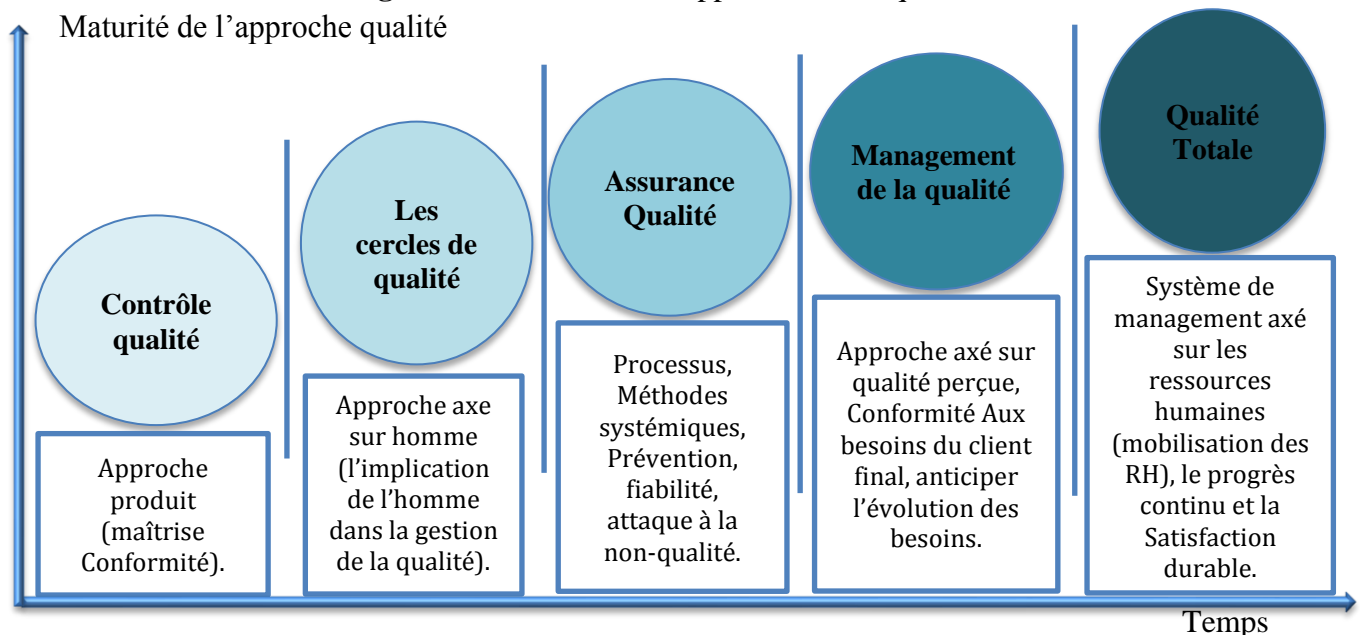 Maturité de l’approche qualité
Contrôle
qualité
Approche
produit
(maîtrise
Conformité).
Les
cercles de
qualité
Approche axe
sur homme
(l’implication
de l’homme
dans la gestion
de la qualité).
Assurance
Qualité
Processus,
Méthodes
systémiques,
Prévention,
fiabilité,
attaque à la
non-qualité.
Management
de la qualité
Approche axé sur
qualité perçue,
Conformité Aux
besoins du client
final, anticiper
l’évolution des
besoins.
Qualité
Totale
Système de
management axé
sur les
ressources
humaines
(mobilisation des
RH), le progrès
continu et la
Satisfaction
durable.
Temps